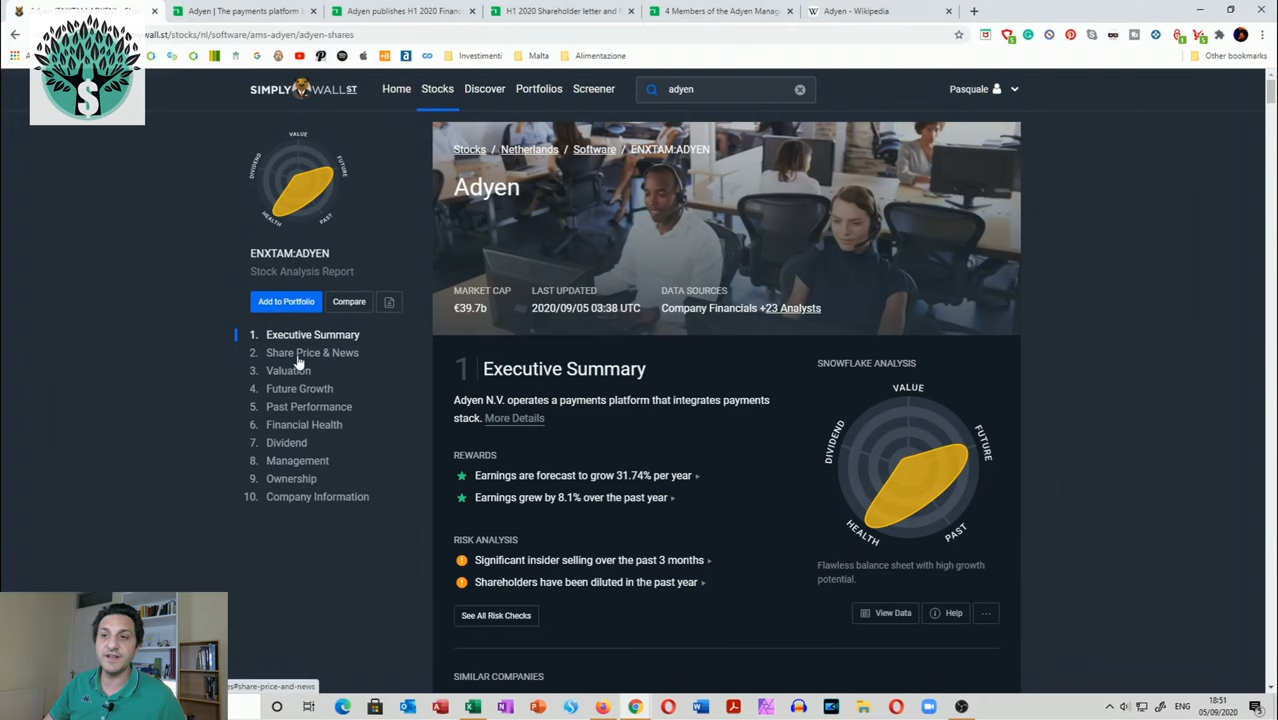 Adyen | The payments platform
Adyen publishes H1 2020 Financ
H1 2020 Shareholder letter and
4 Members of the Adyen Manag
Adyen - Wikipedia
wall.st/stocks/nl/software/ams-adyen/adyen-shares
Investimenti
Malta
Alimentazione
Other bookmarks
$
SIMPLY WALL ST
Home
Stocks
Discover
Portfolios
Screener
adyen
Pasquale
VALUE
FUTURE
PAST
HEALTH
DIVIDEND
ENXTAM:ADYEN
Stock Analysis Report
Add to Portfolio
Compare
1. Executive Summary
2. Share Price & News
3. Valuation
4. Future Growth
5. Past Performance
6. Financial Health
7. Dividend
8. Management
9. Ownership
10. Company Information
Stocks / Netherlands / Software / ENXTAM:ADYEN
Adyen
MARKET CAP
€39.7b
LAST UPDATED
2020/09/05 03:38 UTC
DATA SOURCES
Company Financials +23 Analysts
1 Executive Summary
Adyen N.V. operates a payments platform that integrates payments
stack. More Details
REWARDS
Earnings are forecast to grow 31.74% per year
Earnings grew by 8.1% over the past year
RISK ANALYSIS
Significant insider selling over the past 3 months
Shareholders have been diluted in the past year
See All Risk Checks
SNOWFLAKE ANALYSIS
VALUE
FUTURE
PAST
HEALTH
DIVIDEND
Flawless balance sheet with high growth
potential.
View Data
Help
SIMILAR COMPANIES
es#share-price-and-news
ENG
18:51
05/09/2020